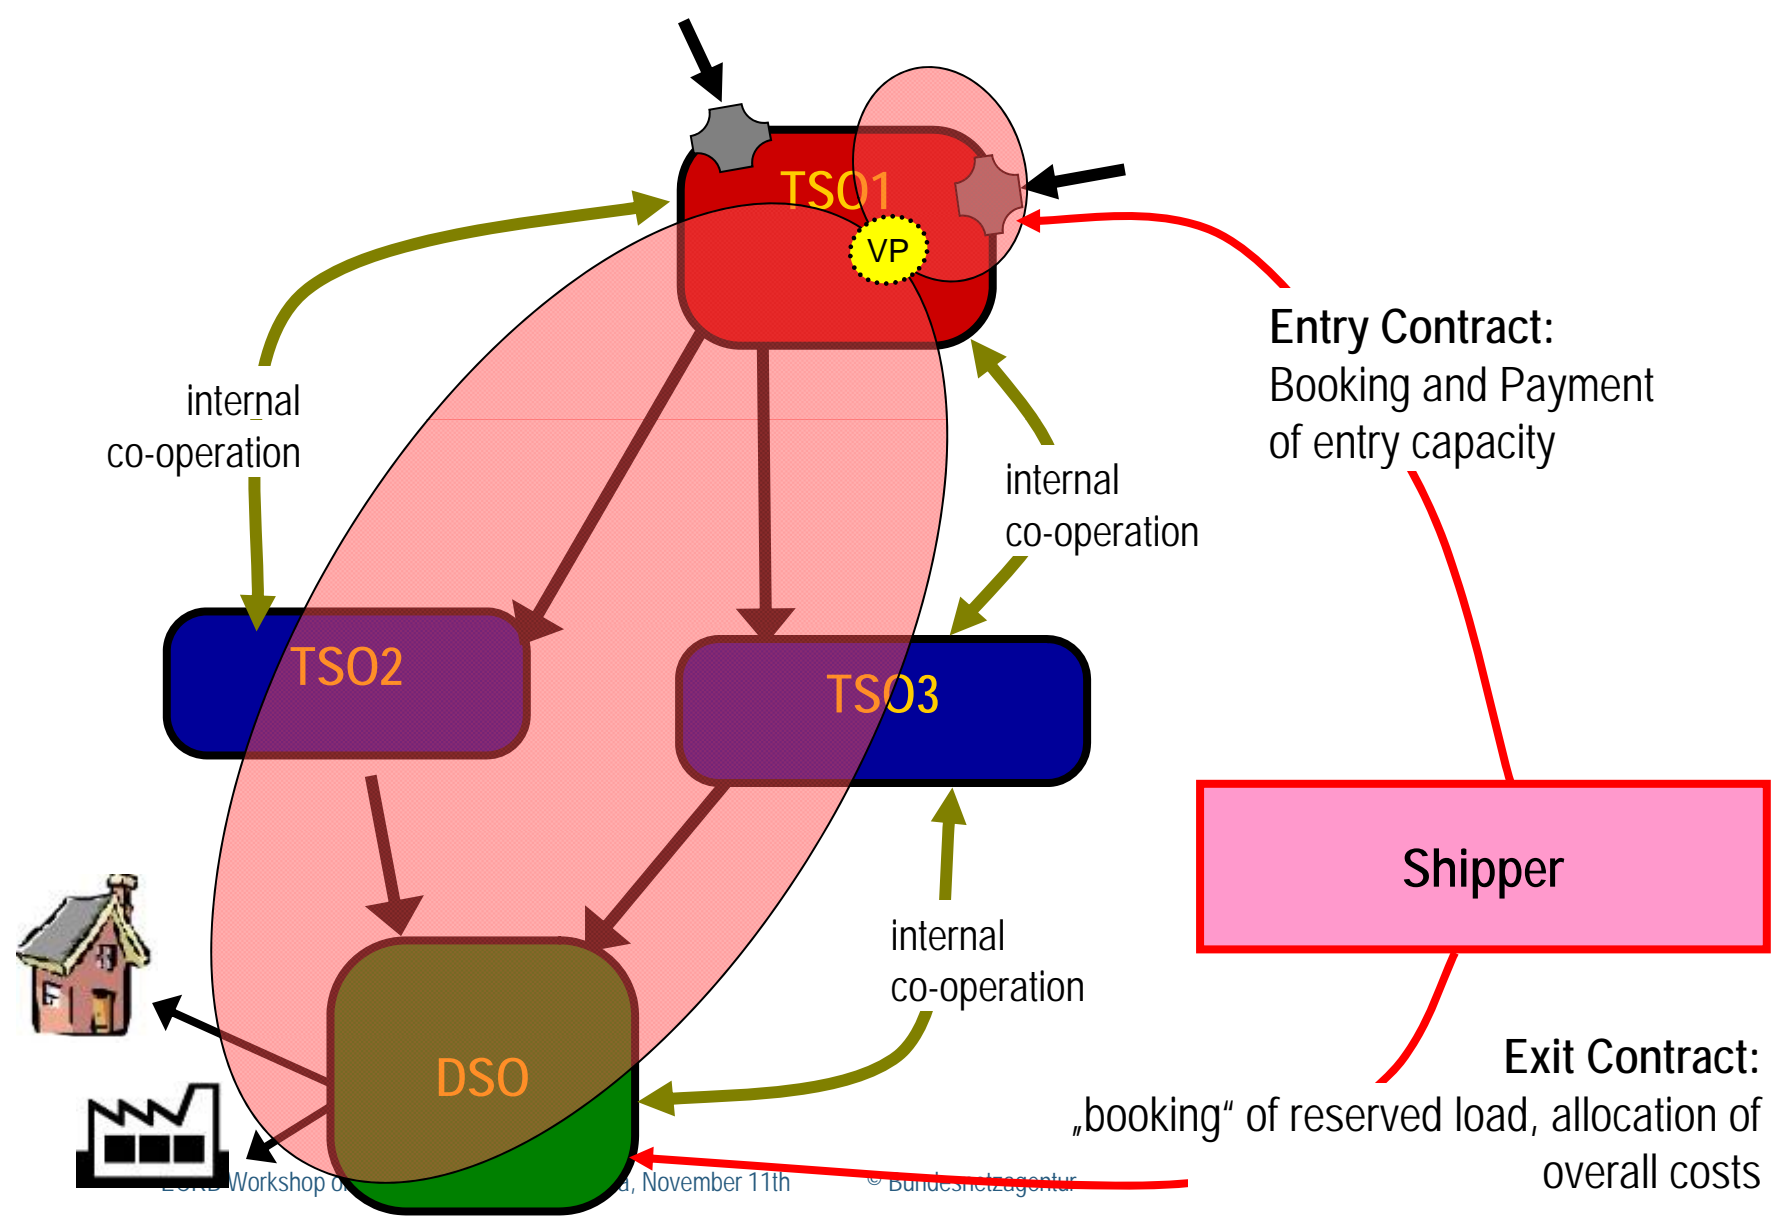 TSO1
VP
Entry Contract:
Booking and Payment
of entry capacity
internal
co-operation
internal
co-operation
TSO2
TSO3
Shipper
internal
co-operation
DSO
Exit Contract:
„booking“ of reserved load, allocation of
overall costs
Workshop
November 11th
© Bundesnetzagentur